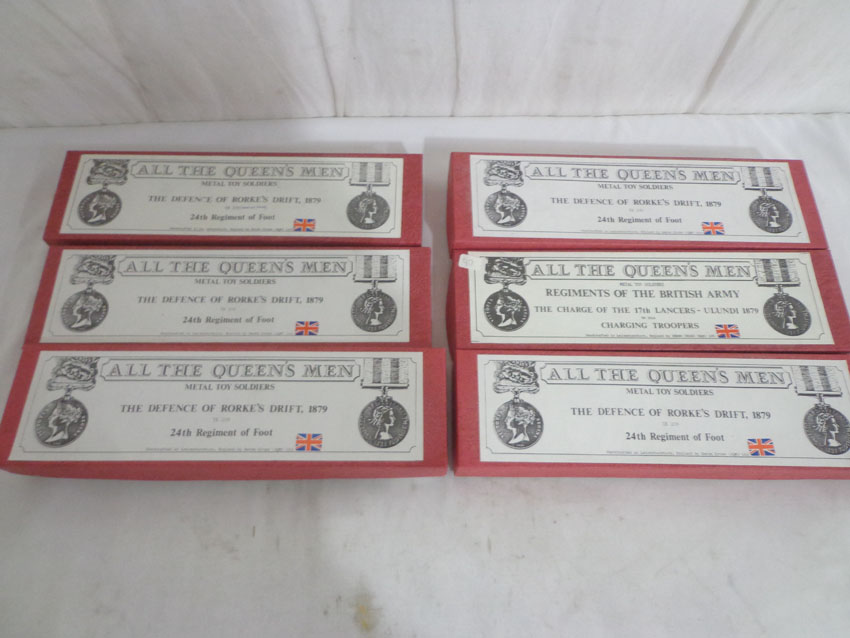 ALL THE QUEEN'S MEN
METAL TOY SOLDIERS
THE DEFENCE OF RORKE'S DRIFT, 1879
24th Regiment of Foot
ALL THE QUEEN'S MEN
METAL TOY SOLDIERS
THE DEFENCE OF RORKE'S DRIFT, 1879
24th Regiment of Foot
ALL THE QUEEN'S MEN
METAL TOY SOLDIERS
THE DEFENCE OF RORKE'S DRIFT, 1879
24th Regiment of Foot
ALL THE QUEEN'S MEN
METAL TOY SOLDIERS
THE DEFENCE OF RORKE'S DRIFT, 1879
24th Regiment of Foot
ALL THE QUEEN'S MEN
METAL TOY SOLDIERS
REGIMENTS OF THE BRITISH ARMY
THE CHARGE OF THE 17th LANCERS - ULUNDI 1879
CHARGING TROOPERS
ALL THE QUEEN'S MEN
METAL TOY SOLDIERS
THE DEFENCE OF RORKE'S DRIFT, 1879
24th Regiment of Foot